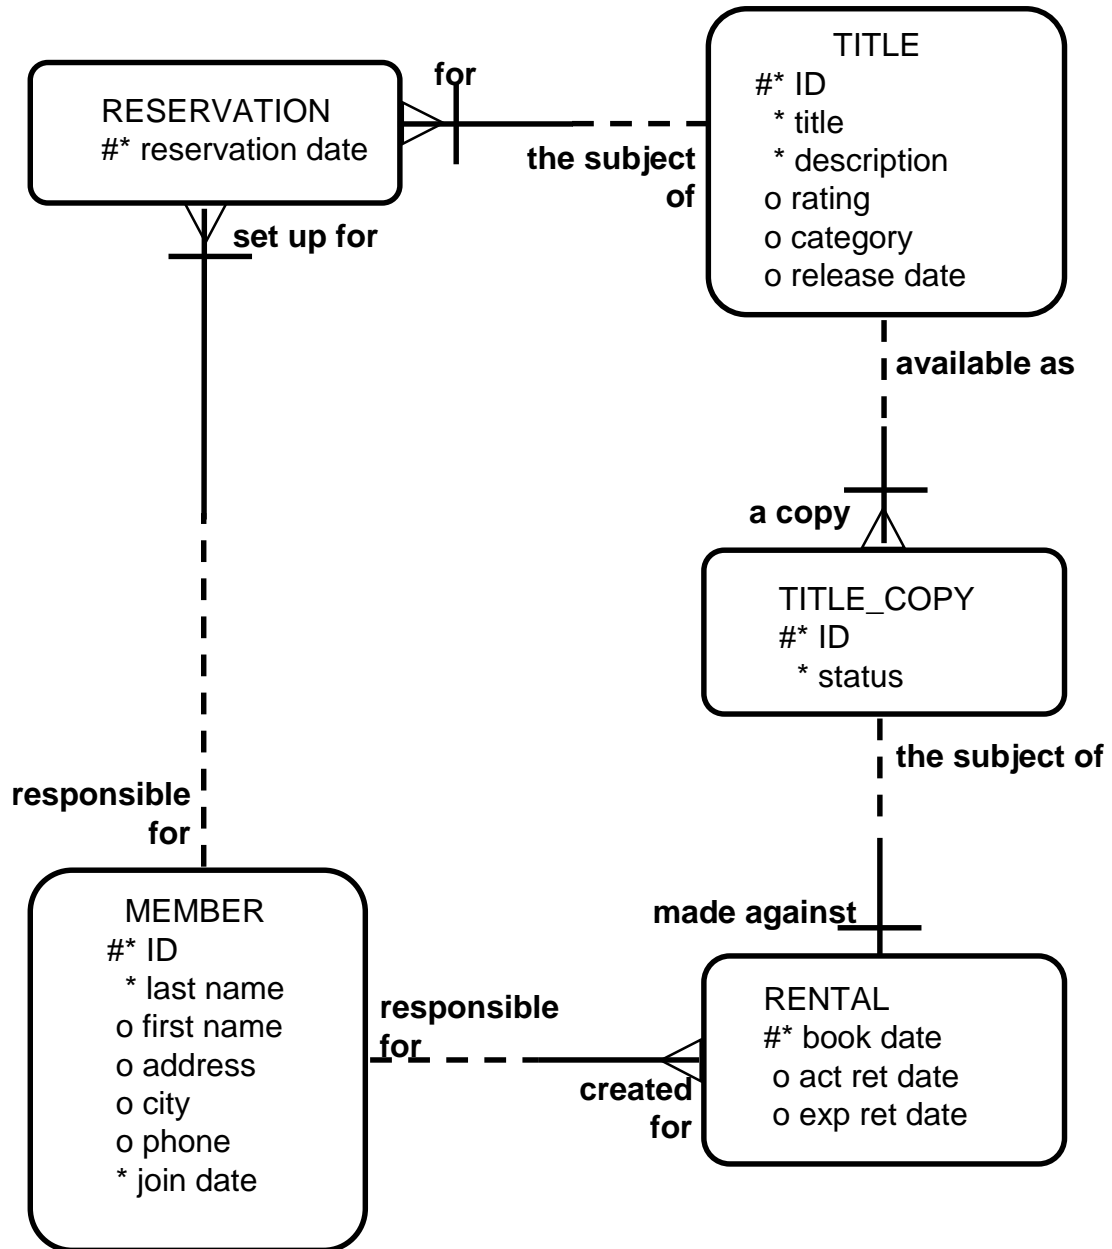 RESERVATION
#* reservation date
for
the subject
of
TITLE
#* ID
* title
* description
o rating
o category
o release date
set up for
available as
a copy
TITLE_COPY
#* ID
* status
the subject of
responsible
for
made against
MEMBER
#* ID
* last name
o first name
o address
o city
o phone
* join date
responsible
for
created
for
RENTAL
#* book date
o act ret date
o exp ret date